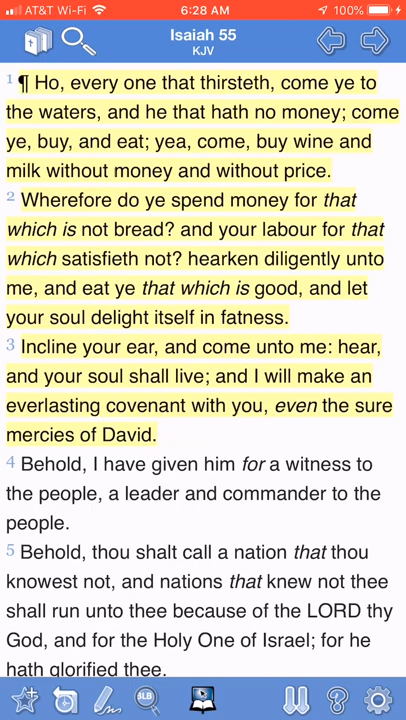 AT&T Wi-Fi 6:28 AM 100%
Isaiah 55
KJV
1 ¶ Ho, every one that thirsteth, come ye to
the waters, and he that hath no money; come
ye, buy, and eat; yea, come, buy wine and
milk without money and without price.
2 Wherefore do ye spend money for that
which is not bread? and your labour for that
which satisfieth not? hearken diligently unto
me, and eat ye that which is good, and let
your soul delight itself in fatness.
3 Incline your ear, and come unto me: hear,
and your soul shall live; and I will make an
everlasting covenant with you, even the sure
mercies of David.
4 Behold, I have given him for a witness to
the people, a leader and commander to the
people.
5 Behold, thou shalt call a nation that thou
knowest not, and nations that knew not thee
shall run unto thee because of the LORD thy
God, and for the Holy One of Israel; for he
hath glorified thee.
BLB